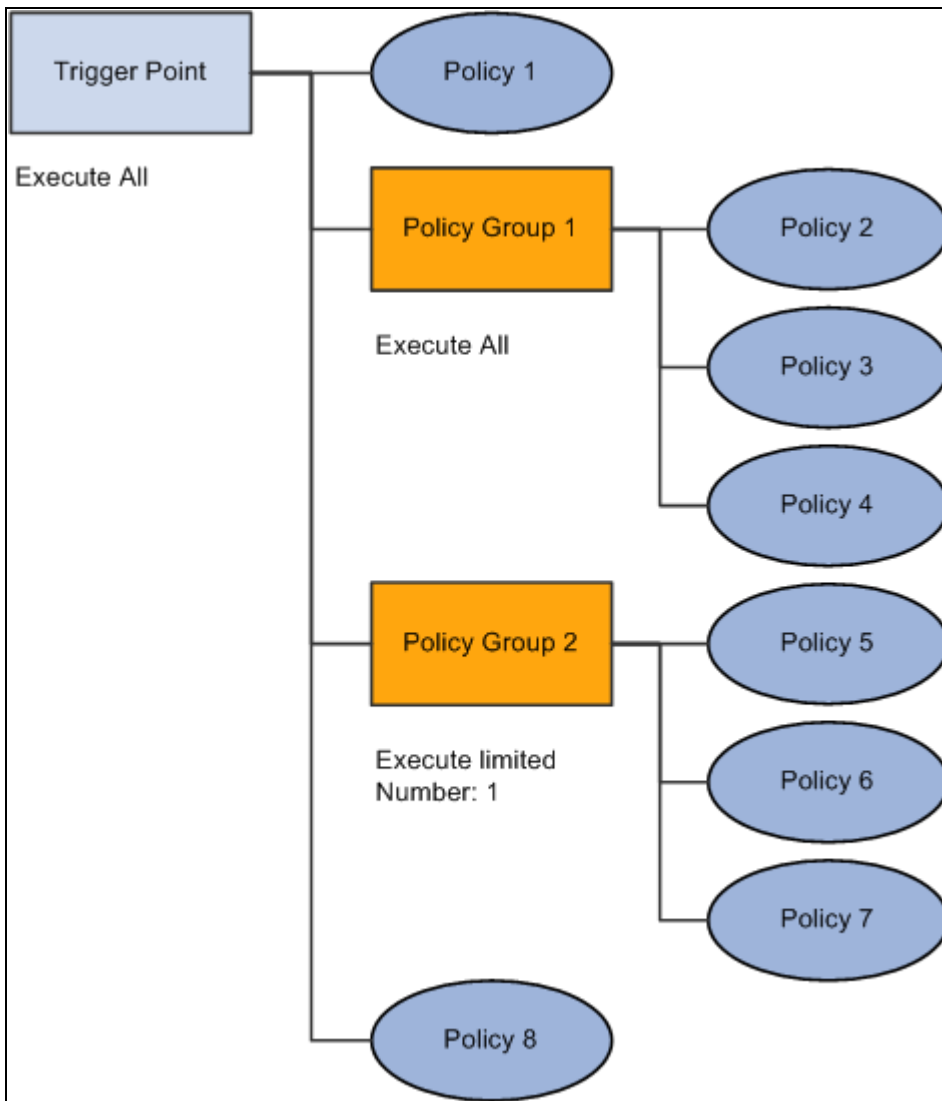 Trigger Point
Policy 1
Execute All
Policy Group 1
Policy 2
Execute All
Policy 3
Policy 4
Policy Group 2
Policy 5
Execute limited
Number: 1
Policy 6
Policy 7
Policy 8